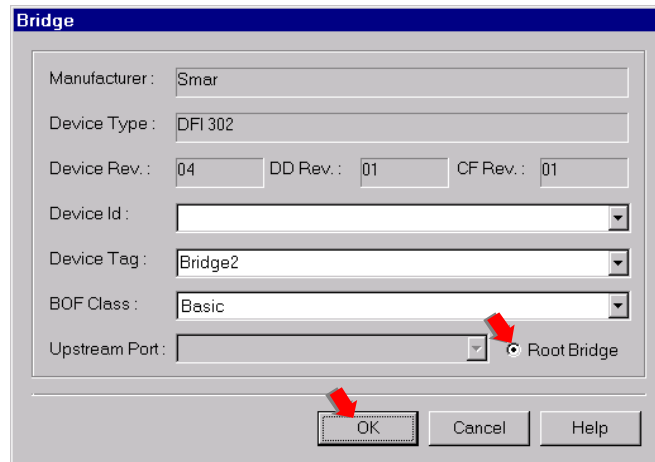 Bridge
Manufacturer : Smar
Device Type : DFI 302
Device Rev. : 04 DD Rev. : 01 CF Rev. : 01
Device Id :
Device Tag : Bridge2
BOF Class : Basic
Upstream Port : Root Bridge
OK Cancel Help